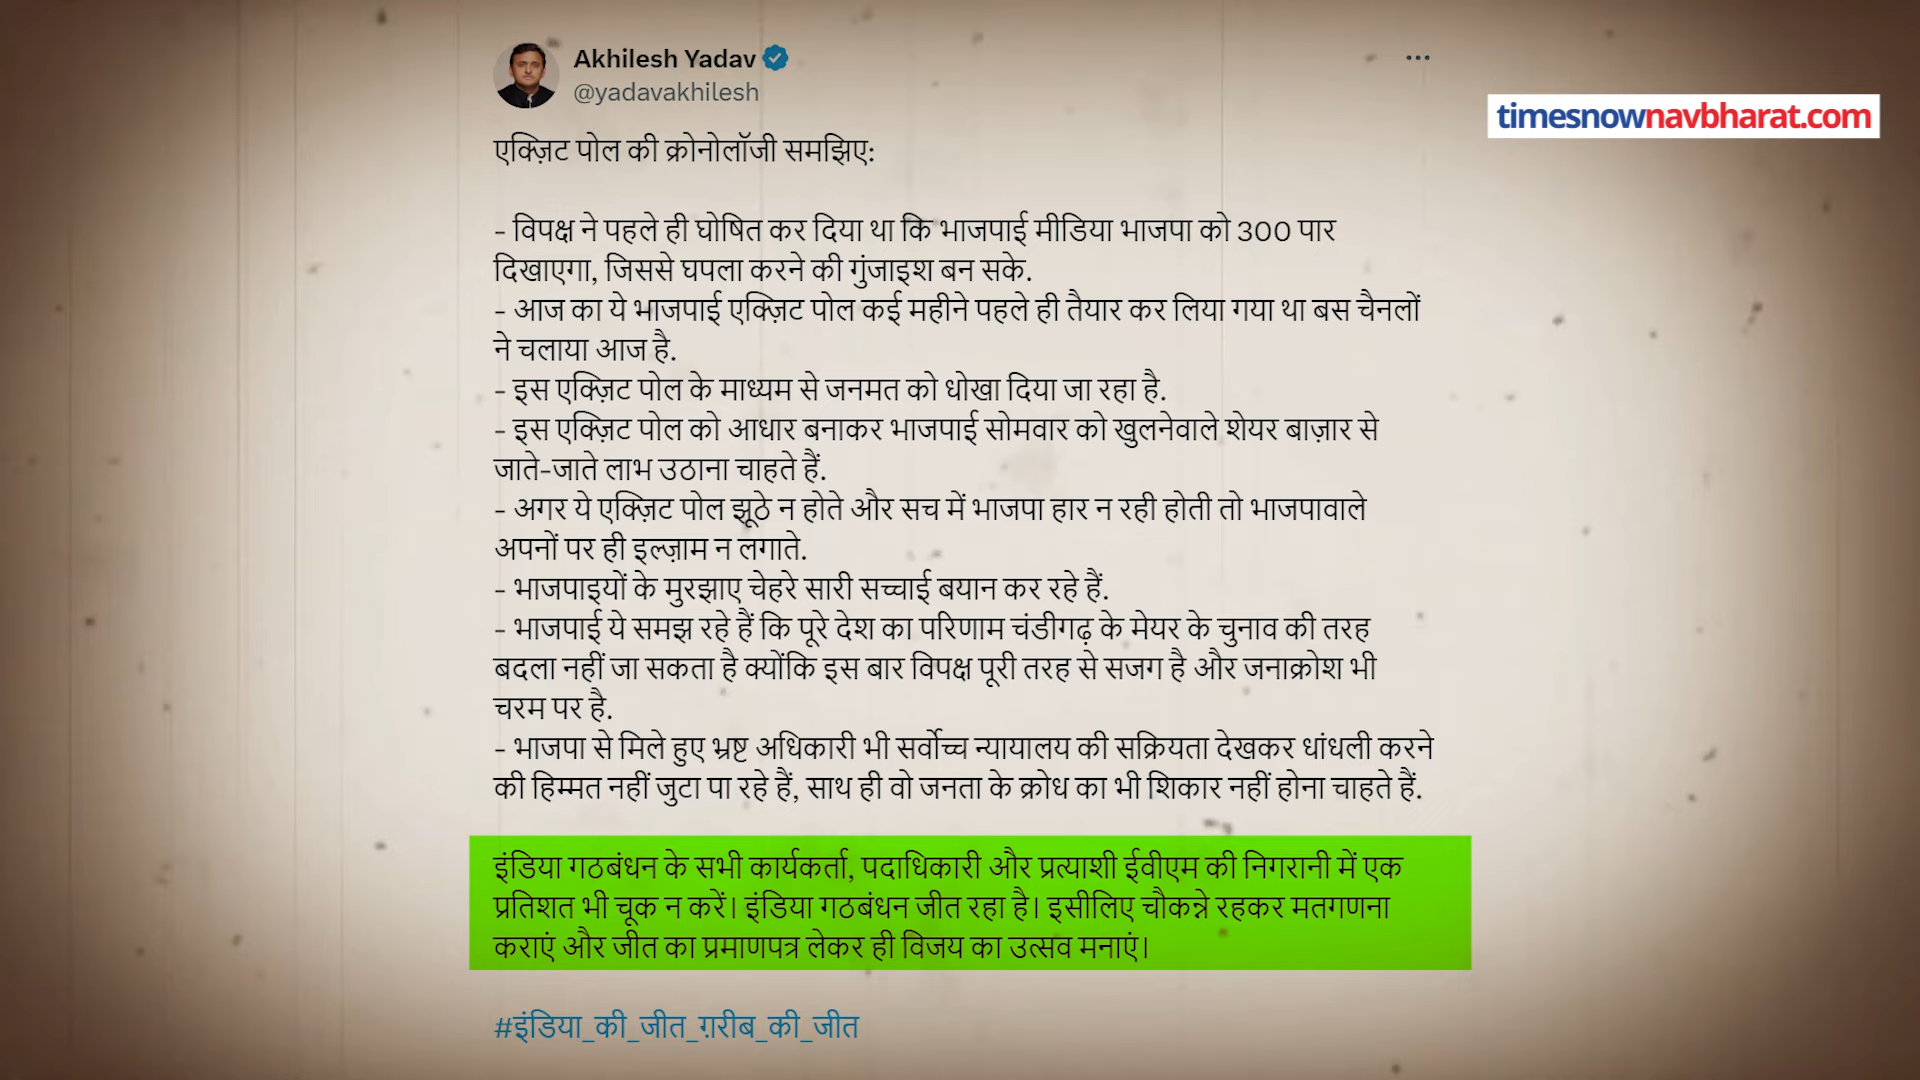 Akhilesh Yadav
@yadavakhilesh
timesnownavbharat.com
एक्ज़िट पोल की क्रोनोलॉजी समझिए:
- विपक्ष ने पहले ही घोषित कर दिया था कि भाजपाई मीडिया भाजपा को 300 पार
दिखाएगा, जिससे घपला करने की गुंजाइश बन सके.
- आज का ये भाजपाई एक्ज़िट पोल कई महीने पहले ही तैयार कर लिया गया था बस चैनलों
ने चलाया आज है.
- इस एक्ज़िट पोल के माध्यम से जनमत को धोखा दिया जा रहा है.
- इस एक्ज़िट पोल को आधार बनाकर भाजपाई सोमवार को खुलनेवाले शेयर बाज़ार से
जाते-जाते लाभ उठाना चाहते हैं.
- अगर ये एक्ज़िट पोल झूठे न होते और सच में भाजपा हार न रही होती तो भाजपावाले
अपनों पर ही इल्ज़ाम न लगाते.
- भाजपाइयों के मुरझाए चेहरे सारी सच्चाई बयान कर रहे हैं.
- भाजपाई ये समझ रहे हैं कि पूरे देश का परिणाम चंडीगढ़ के मेयर के चुनाव की तरह
बदला नहीं जा सकता है क्योंकि इस बार विपक्ष पूरी तरह से सजग है और जनाक्रोश भी
चरम पर है.
- भाजपा से मिले हुए भ्रष्ट अधिकारी भी सर्वोच्च न्यायालय की सक्रियता देखकर धांधली करने
की हिम्मत नहीं जुटा पा रहे हैं, साथ ही वो जनता के क्रोध का भी शिकार नहीं होना चाहते हैं.
इंडिया गठबंधन के सभी कार्यकर्ता, पदाधिकारी और प्रत्याशी ईवीएम की निगरानी में एक
प्रतिशत भी चूक न करें। इंडिया गठबंधन जीत रहा है। इसीलिए चौकन्ने रहकर मतगणना
कराएं और जीत का प्रमाणपत्र लेकर ही विजय का उत्सव मनाएं।
#इंडिया_की_जीत_ग़रीब_की_जीत